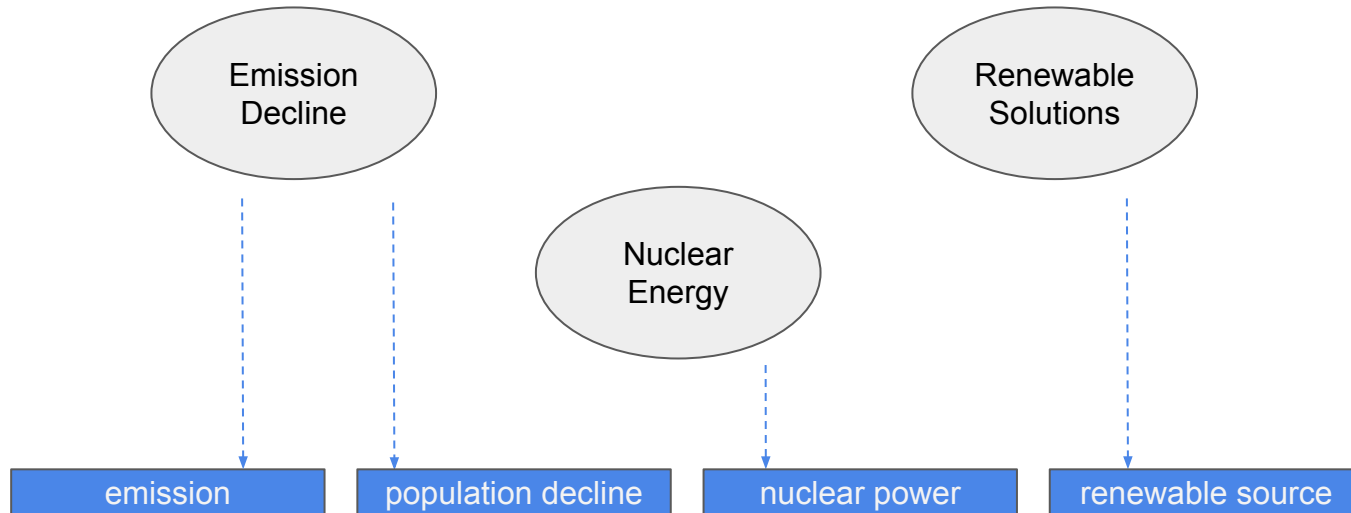 Emission
Decline
Renewable
Solutions
Nuclear
Energy
emission
population decline
nuclear power
renewable source